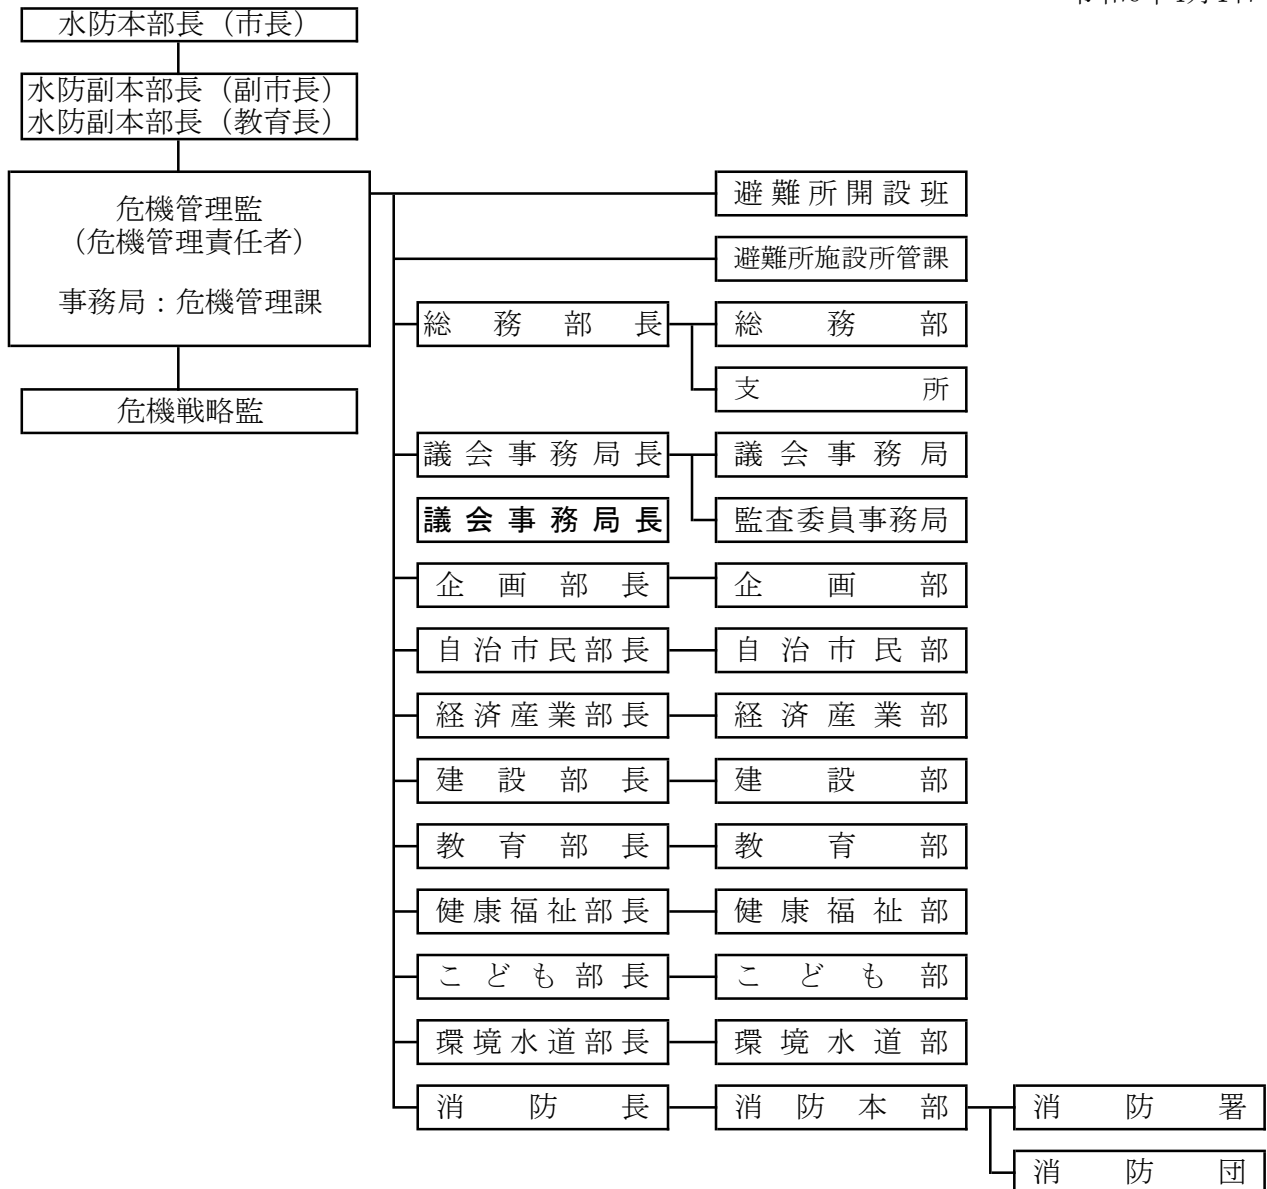 水防本部長（市長）
水防副本部長（副市長）
水防副本部長（教育長）
危機管理監
（危機管理責任者）
事務局：危機管理課
危機戦略監
避難所開設班
避難所施設所管課
総務部長
総務部
支所
議会事務局長
議会事務局
議会事務局長
監査委員事務局
企画部長
企画部
自治市民部長
自治市民部
経済産業部長
経済産業部
建設部長
建設部
教育部長
教育部
健康福祉部長
健康福祉部
こども部長
こども部
環境水道部長
環境水道部
消防長
消防本部
消防署
消防団